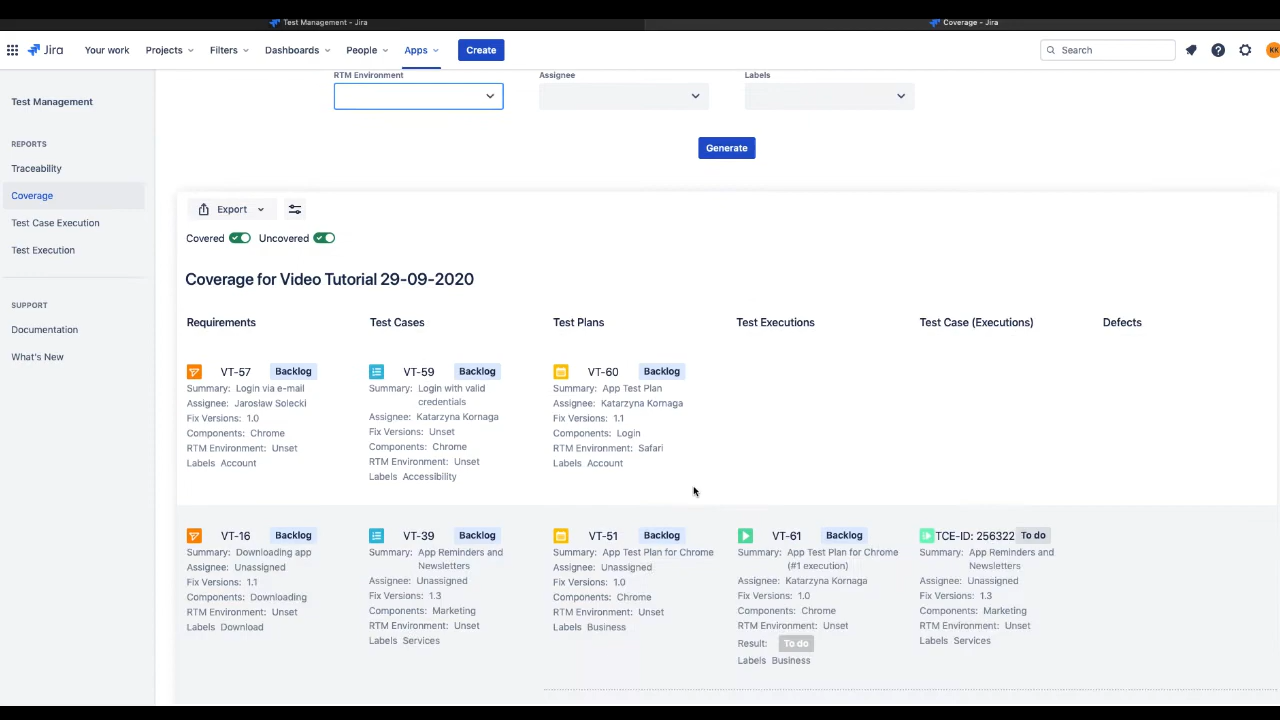 Test Management - Jira
Coverage - Jira
Jira
Your work
Projects
Filters
Dashboards
People
Apps
Create
Search
KK
Test Management
REPORTS
Traceability
Coverage
Test Case Execution
Test Execution
SUPPORT
Documentation
What's New
RTM Environment
Assignee
Labels
Generate
Export
Covered
Uncovered
Coverage for Video Tutorial 29-09-2020
Requirements
Test Cases
Test Plans
Test Executions
Test Case (Executions)
Defects
VT-57 Backlog
Summary: Login via e-mail
Assignee: Jarosław Solecki
Fix Versions: 1.0
Components: Chrome
RTM Environment: Unset
Labels Account
VT-59 Backlog
Summary: Login with valid
credentials
Assignee: Katarzyna Kornaga
Fix Versions: Unset
Components: Chrome
RTM Environment: Unset
Labels Accessibility
VT-60 Backlog
Summary: App Test Plan
Assignee: Katarzyna Kornaga
Fix Versions: 1.1
Components: Login
RTM Environment: Safari
Labels Account
VT-16 Backlog
Summary: Downloading app
Assignee: Unassigned
Fix Versions: 1.1
Components: Downloading
RTM Environment: Unset
Labels Download
VT-39 Backlog
Summary: App Reminders and
Newsletters
Assignee: Unassigned
Fix Versions: 1.3
Components: Marketing
RTM Environment: Unset
Labels Services
VT-51 Backlog
Summary: App Test Plan for Chrome
Assignee: Unassigned
Fix Versions: 1.0
Components: Chrome
RTM Environment: Unset
Labels Business
VT-61 Backlog
Summary: App Test Plan for Chrome
(#1 execution)
Assignee: Katarzyna Kornaga
Fix Versions: 1.0
Components: Chrome
RTM Environment: Unset
Result: To do
Labels Business
TCE-ID: 256322 To do
Summary: App Reminders and
Newsletters
Assignee: Unassigned
Fix Versions: 1.3
Components: Marketing
RTM Environment: Unset
Labels Services